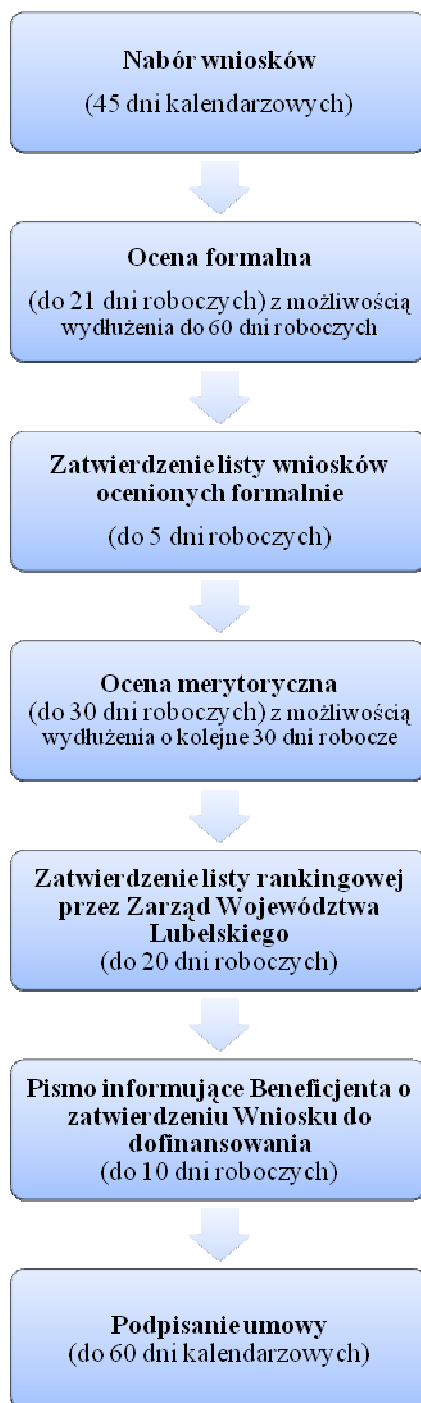 Nabór wniosków
(45 dni kalendarzowych)
Ocena formalna
(do 21 dni roboczych) z możliwością
wydłużenia do 60 dni roboczych
Zatwierdzenie listy wniosków
ocenionych formalnie
(do 5 dni roboczych)
Ocena merytoryczna
(do 30 dni roboczych) z możliwością
wydłużenia o kolejne 30 dni robocze
Zatwierdzenie listy rankingowej
przez Zarząd Województwa
Lubelskiego
(do 20 dni roboczych)
Pismo informujące Beneficjenta o
zatwierdzeniu Wniosku do
dofinansowania
(do 10 dni roboczych)
Podpisanie umowy
(do 60 dni kalendarzowych)